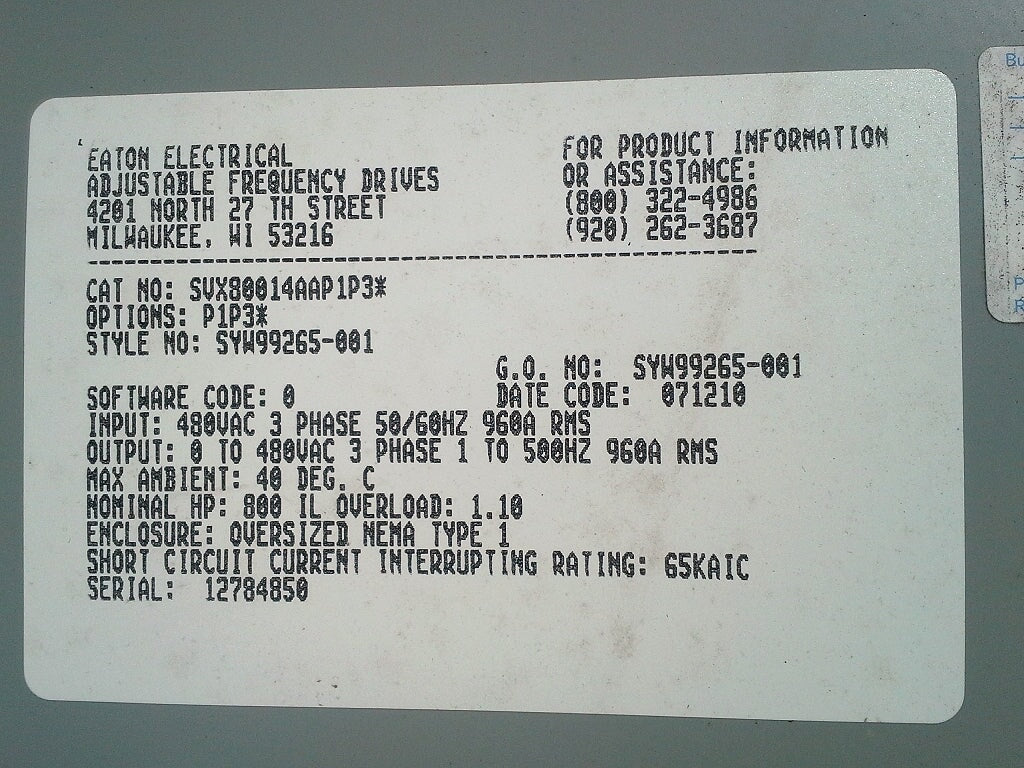 EATON ELECTRICAL
ADJUSTABLE FREQUENCY DRIVES
4201 NORTH 27 TH STREET
MILWAUKEE, WI 53216
FOR PRODUCT INFORMATION
OR ASSISTANCE:
(800) 322-4986
(920) 262-3687
CAT NO: SVX80014AAP1P3*
OPTIONS: P1P3*
STYLE NO: SYW99265-001
G.O. NO: SYW99265-001
SOFTWARE CODE: 0 DATE CODE: 071210
INPUT: 480VAC 3 PHASE 50/60HZ 960A RMS
OUTPUT: 0 TO 480VAC 3 PHASE 1 TO 500HZ 960A RMS
MAX AMBIENT: 40 DEG. C
NOMINAL HP: 800 IL OVERLOAD: 1.10
ENCLOSURE: OVERSIZED NEMA TYPE 1
SHORT CIRCUIT CURRENT INTERRUPTING RATING: 65KAIC
SERIAL: 12784850